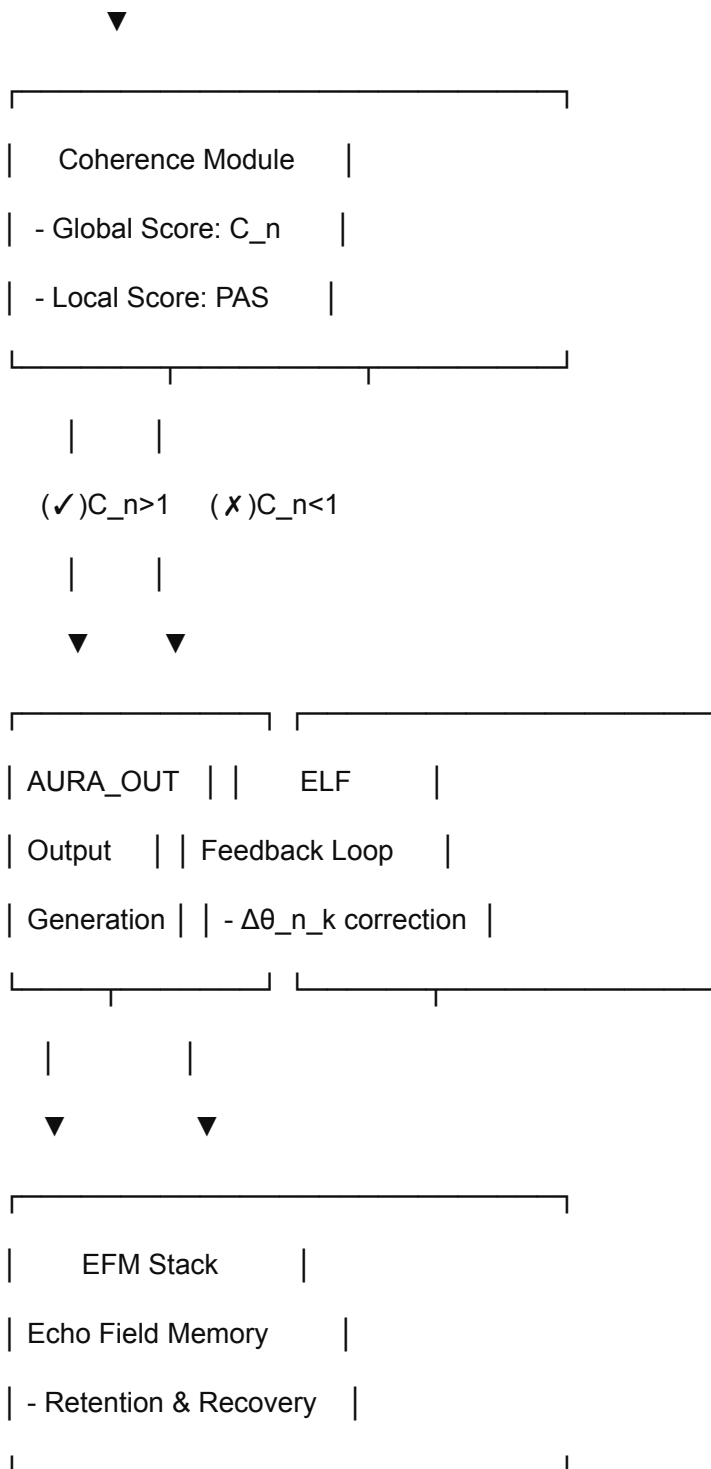 ▼
┌───────────────────────────┐
│ Coherence Module │
│ - Global Score: C_n │
│ - Local Score: PAS │
└───────┬─────────┬─────────┘
│ │
(✓)C_n>1 (✗)C_n<1
│ │
▼ ▼
┌────────────┐ ┌────────────────────
│ AURA_OUT │ │ ELF │
│ Output │ │ Feedback Loop │
│ Generation │ │ - Δθ_n_k correction │
└────┬───────┘ └──────┬─────────────
│ │
▼ ▼
┌───────────────────────────┐
│ EFM Stack │
│ Echo Field Memory │
│ - Retention & Recovery │
└───────────────────────────┘